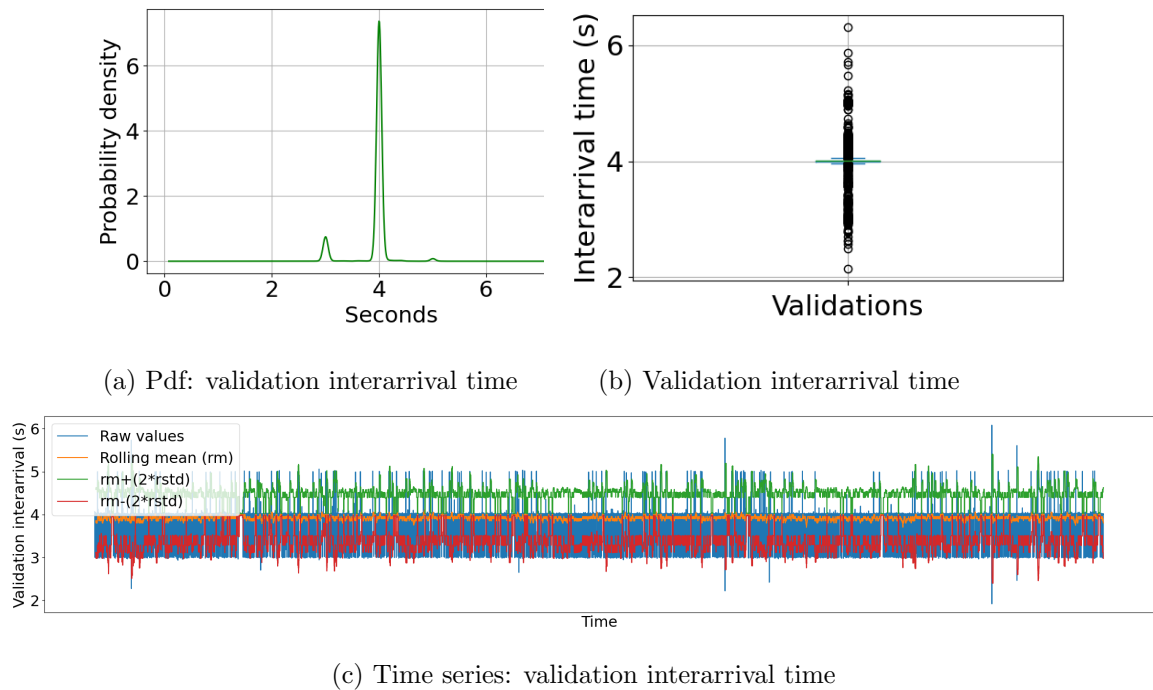 Probability density
6
4
2
0
0
2
4
6
Seconds
(a) Pdf: validation interarrival time
Interarrival time (s)
6
4
2
Validations
(b) Validation interarrival time
Validation interarrival (s)
6
5
4
3
2
Raw values
Rolling mean (rm)
rm+(2*rstd)
rm-(2*rstd)
Time
(c) Time series: validation interarrival time